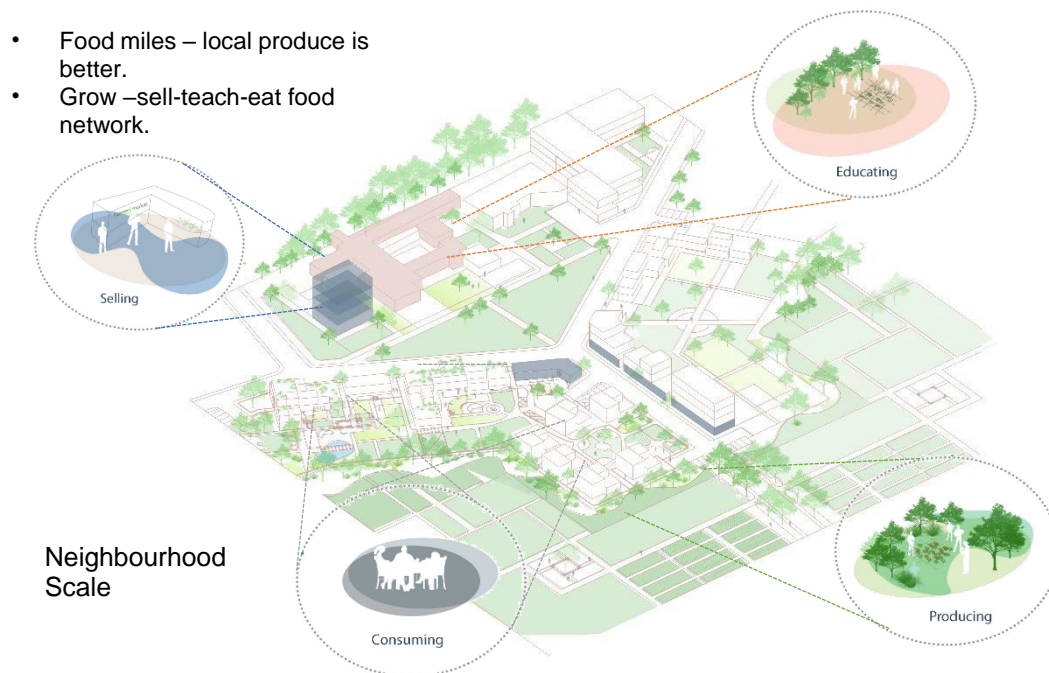 • Food miles – local produce is
better.
• Grow –sell-teach-eat food
network.
Educating
Selling
Neighbourhood
Scale
Consuming
Producing